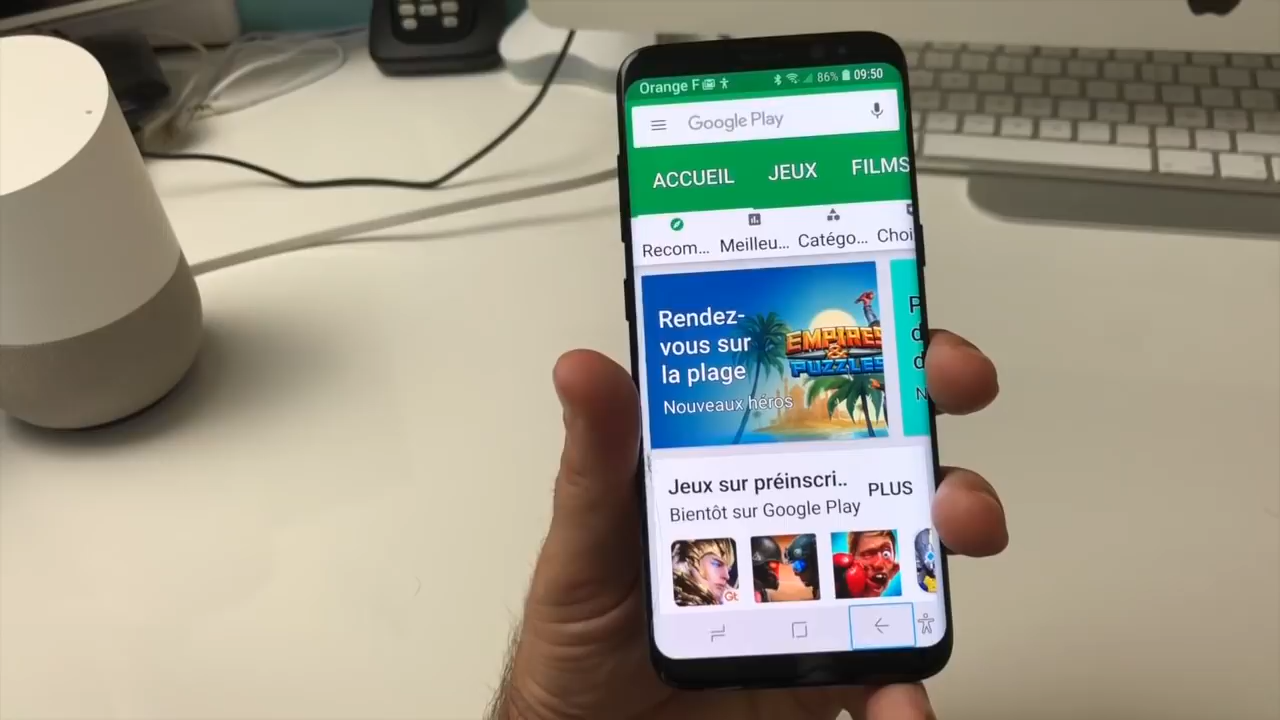 Orange F 86% 09:50
Google Play
ACCUEIL JEUX FILMS
Recom... Meilleu... Catégo... Choi
Rendez-
vous sur
la plage
Nouveaux héros
EMPIRES
&
PUZZLES
P
d
d
N
Jeux sur préinscri..
PLUS
Bientôt sur Google Play
Gt